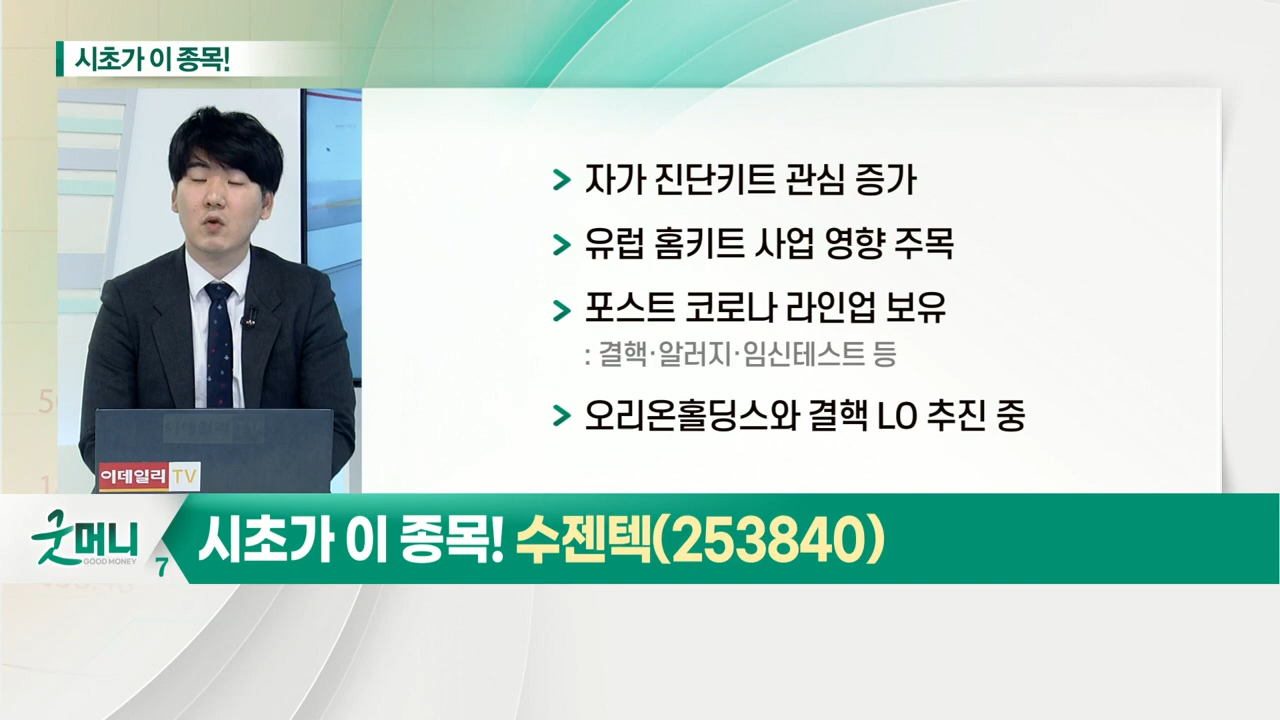 시초가 이 종목!
> 자가 진단키트 관심 증가
> 유럽 홈키트 사업 영향 주목
> 포스트 코로나 라인업 보유
: 결핵·알러지·임신테스트 등
> 오리온홀딩스와 결핵 LO 추진 중
이데일리 TV
굿머니
GOOD MONEY
7
시초가 이 종목! 수젠텍(253840)